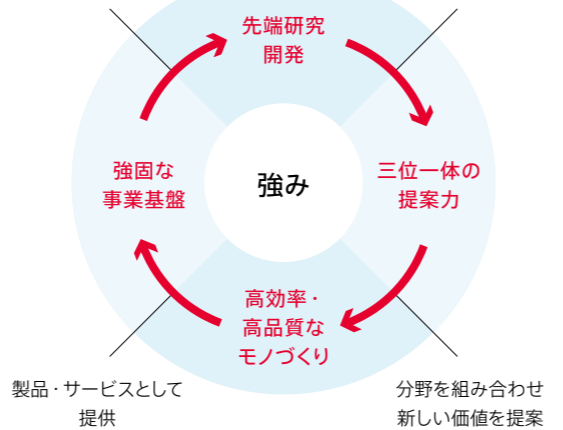 先端研究
開発
強固な
事業基盤
強み
三位一体の
提案力
高効率・
高品質な
モノづくり
製品・サービスとして
提供
分野を組み合わせ
新しい価値を提案